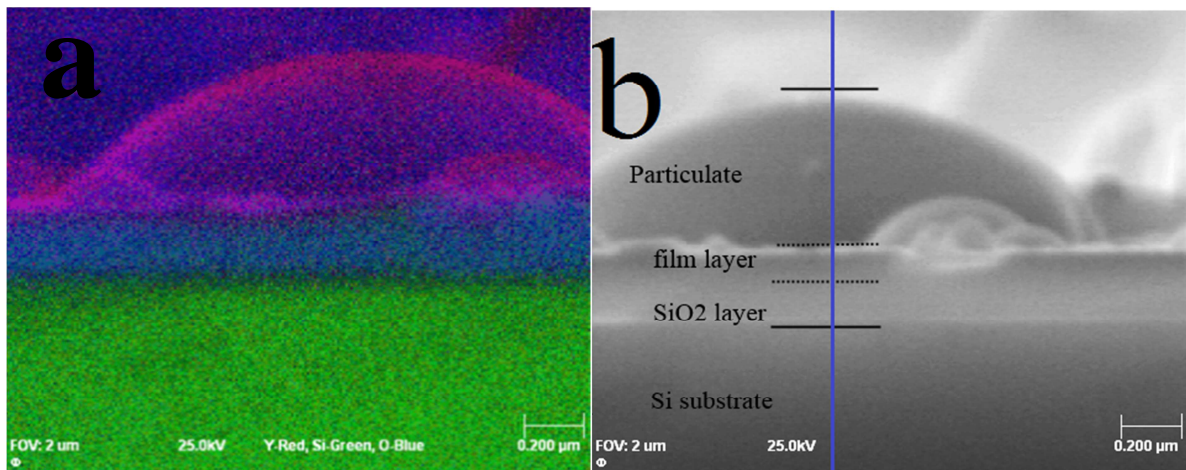 a
FOV: 2 um 25.0kV Y-Red, Si-Green, O-Blue 0.200 µm
Φ
b
Particulate
film layer
SiO2 layer
Si substrate
FOV: 2 um 25.0kV 0.200 µm
Φ